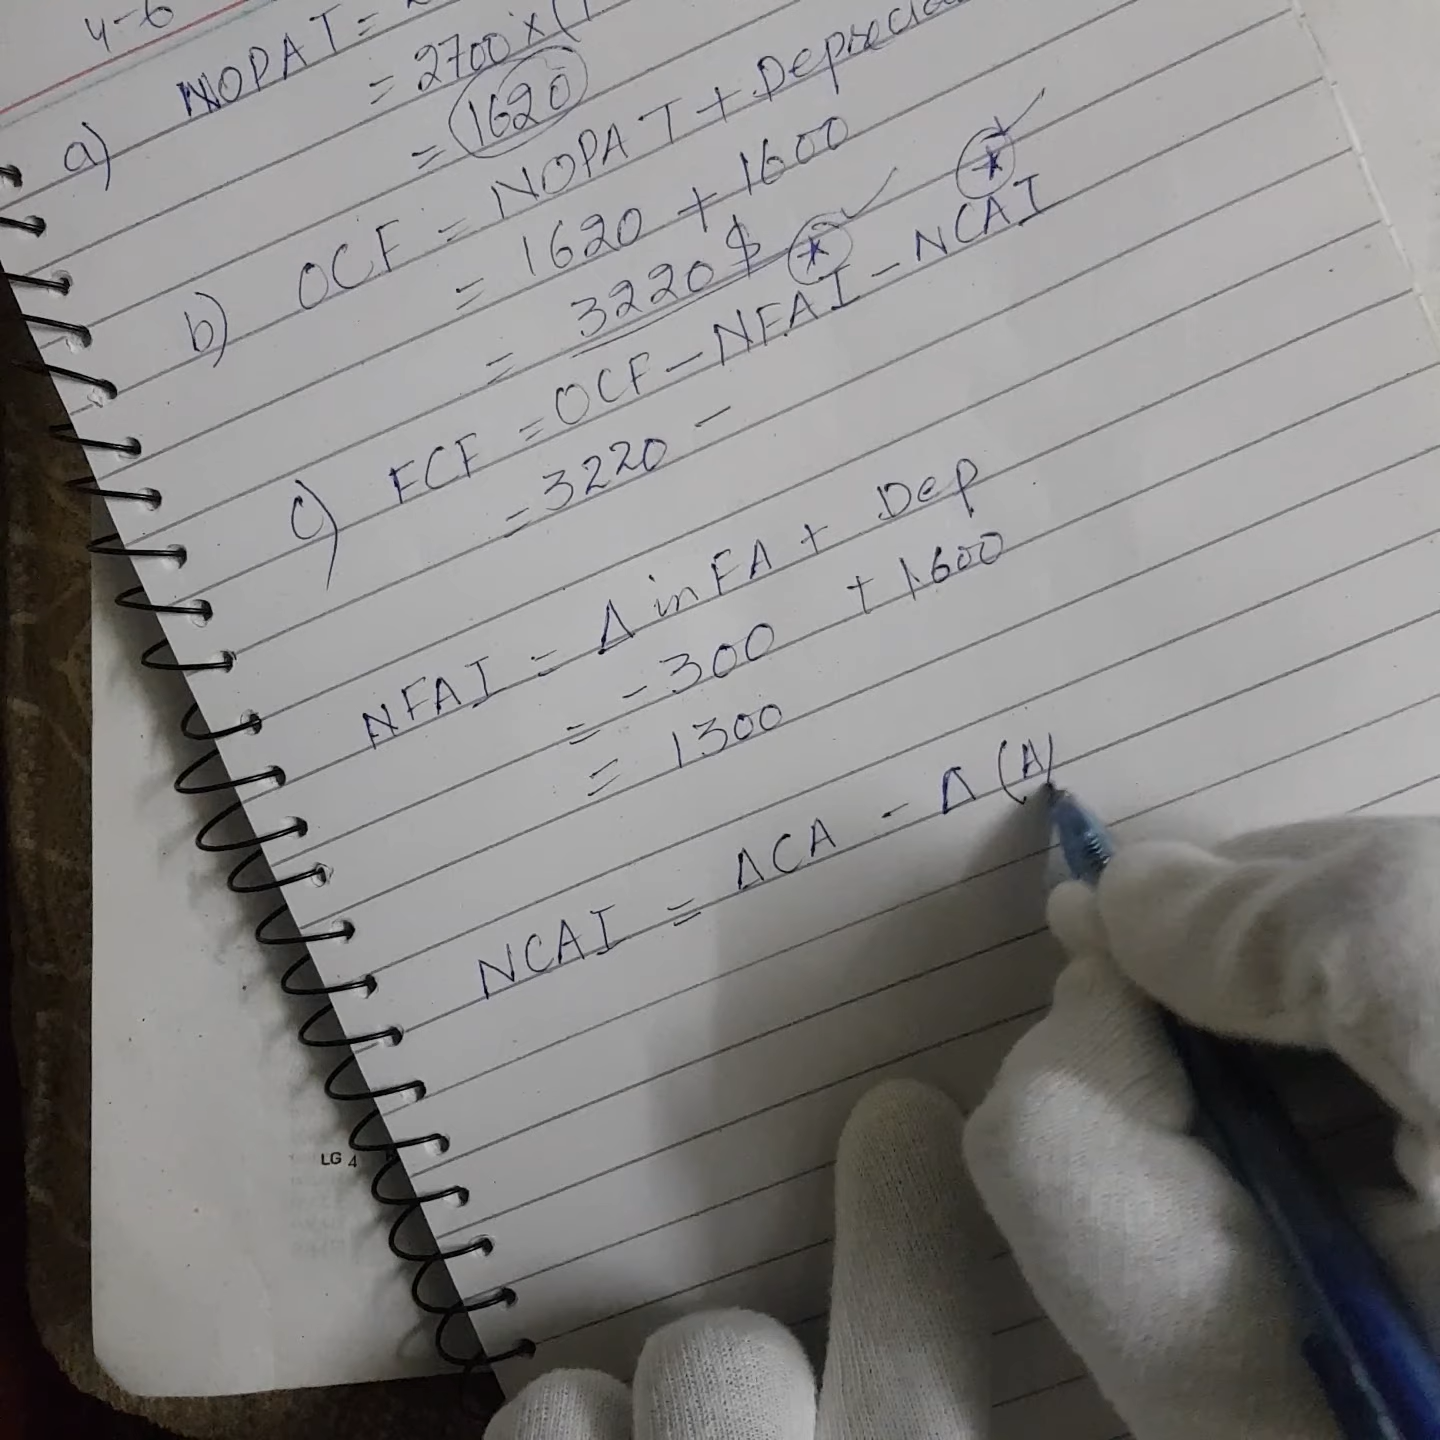 4-6
a) NOPAT =
= 2700 × (1
= 1620
b) OCF = NOPAT + Deprecia
= 1620 + 1600
= 3220 $
c) FCF = OCF - NFAI - NCAI
= 3220 -
NFAI = Δ in FA + Dep
= - 300 + 1600
= 1300
NCAI = ΔCA - Δ (A)
LG 4